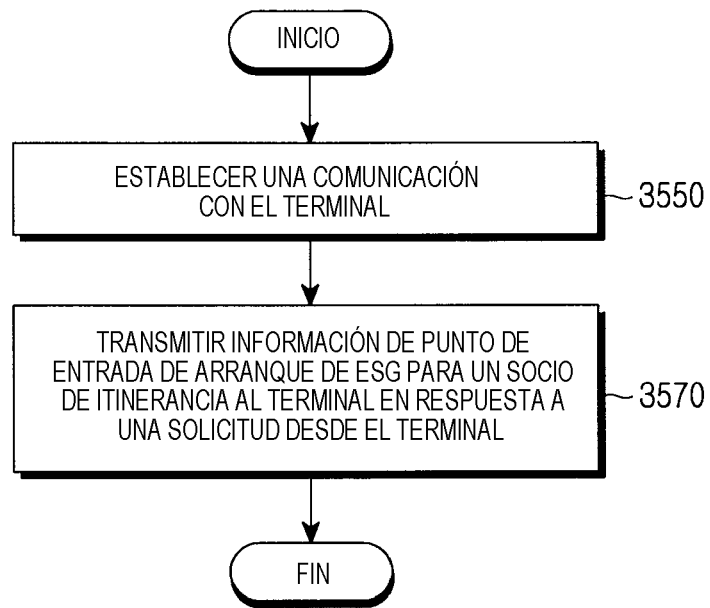 INICIO
ESTABLECER UNA COMUNICACIÓN
CON EL TERMINAL
3550
TRANSMITIR INFORMACIÓN DE PUNTO DE
ENTRADA DE ARRANQUE DE ESG PARA UN SOCIO
DE ITINERANCIA AL TERMINAL EN RESPUESTA A
UNA SOLICITUD DESDE EL TERMINAL
3570
FIN